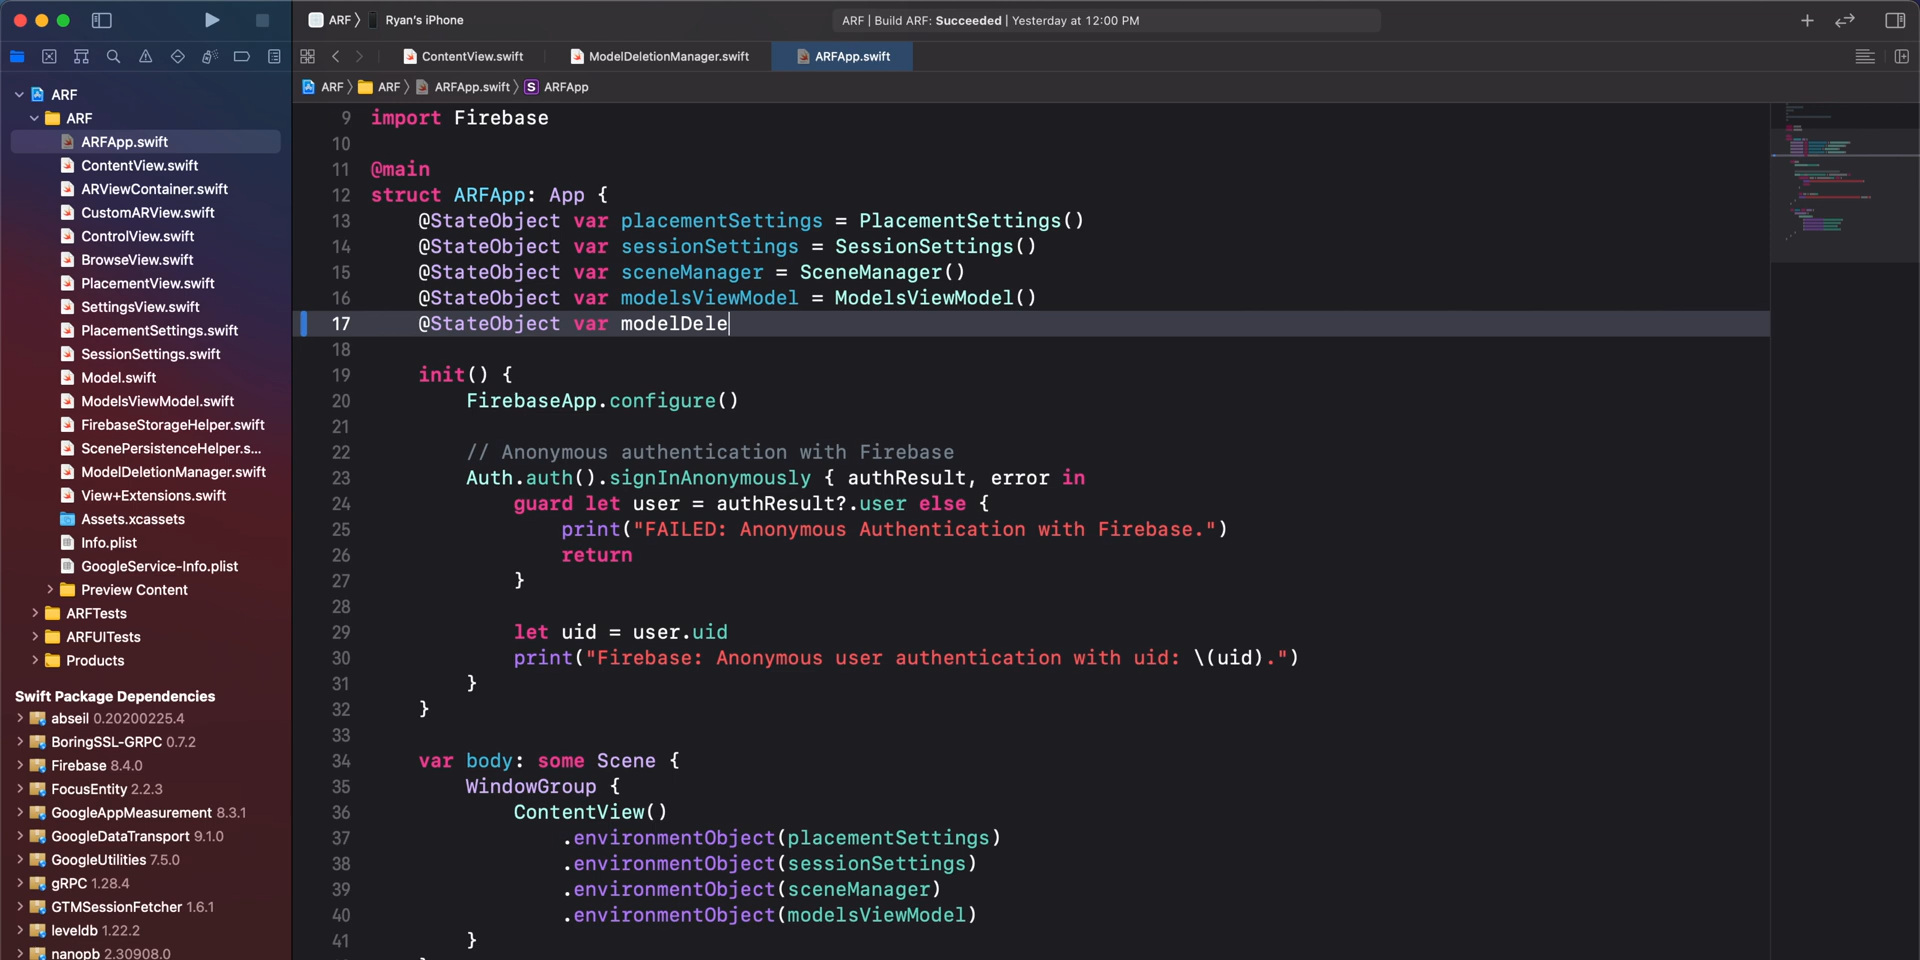 ARF
Ryan's iPhone
ARF | Build ARF: Succeeded | Yesterday at 12:00 PM
ContentView.swift
ModelDeletionManager.swift
ARFApp.swift
ARF
ARF
ARFApp.swift
S ARFApp
ARF
ARF
ARFApp.swift
ContentView.swift
ARViewContainer.swift
CustomARView.swift
ControlView.swift
BrowseView.swift
PlacementView.swift
SettingsView.swift
PlacementSettings.swift
SessionSettings.swift
Model.swift
ModelsViewModel.swift
FirebaseStorageHelper.swift
ScenePersistenceHelper.s...
ModelDeletionManager.swift
View+Extensions.swift
Assets.xcassets
Info.plist
GoogleService-Info.plist
Preview Content
ARFTests
ARFUITests
Products
Swift Package Dependencies
abseil 0.20200225.4
BoringSSL-GRPC 0.7.2
Firebase 8.4.0
FocusEntity 2.2.3
GoogleAppMeasurement 8.3.1
GoogleDataTransport 9.1.0
GoogleUtilities 7.5.0
gRPC 1.28.4
GTMSessionFetcher 1.6.1
leveldb 1.22.2
nanopb 2.30908.0
9 import Firebase
10
11 @main
12 struct ARFApp: App {
13 @StateObject var placementSettings = PlacementSettings()
14 @StateObject var sessionSettings = SessionSettings()
15 @StateObject var sceneManager = SceneManager()
16 @StateObject var modelsViewModel = ModelsViewModel()
17 @StateObject var modelDele
18
19 init() {
20 FirebaseApp.configure()
21
22 // Anonymous authentication with Firebase
23 Auth.auth().signInAnonymously { authResult, error in
24 guard let user = authResult?.user else {
25 print("FAILED: Anonymous Authentication with Firebase.")
26 return
27 }
28
29 let uid = user.uid
30 print("Firebase: Anonymous user authentication with uid: \(uid).")
31 }
32 }
33
34 var body: some Scene {
35 WindowGroup {
36 ContentView()
37 .environmentObject(placementSettings)
38 .environmentObject(sessionSettings)
39 .environmentObject(sceneManager)
40 .environmentObject(modelsViewModel)
41 }